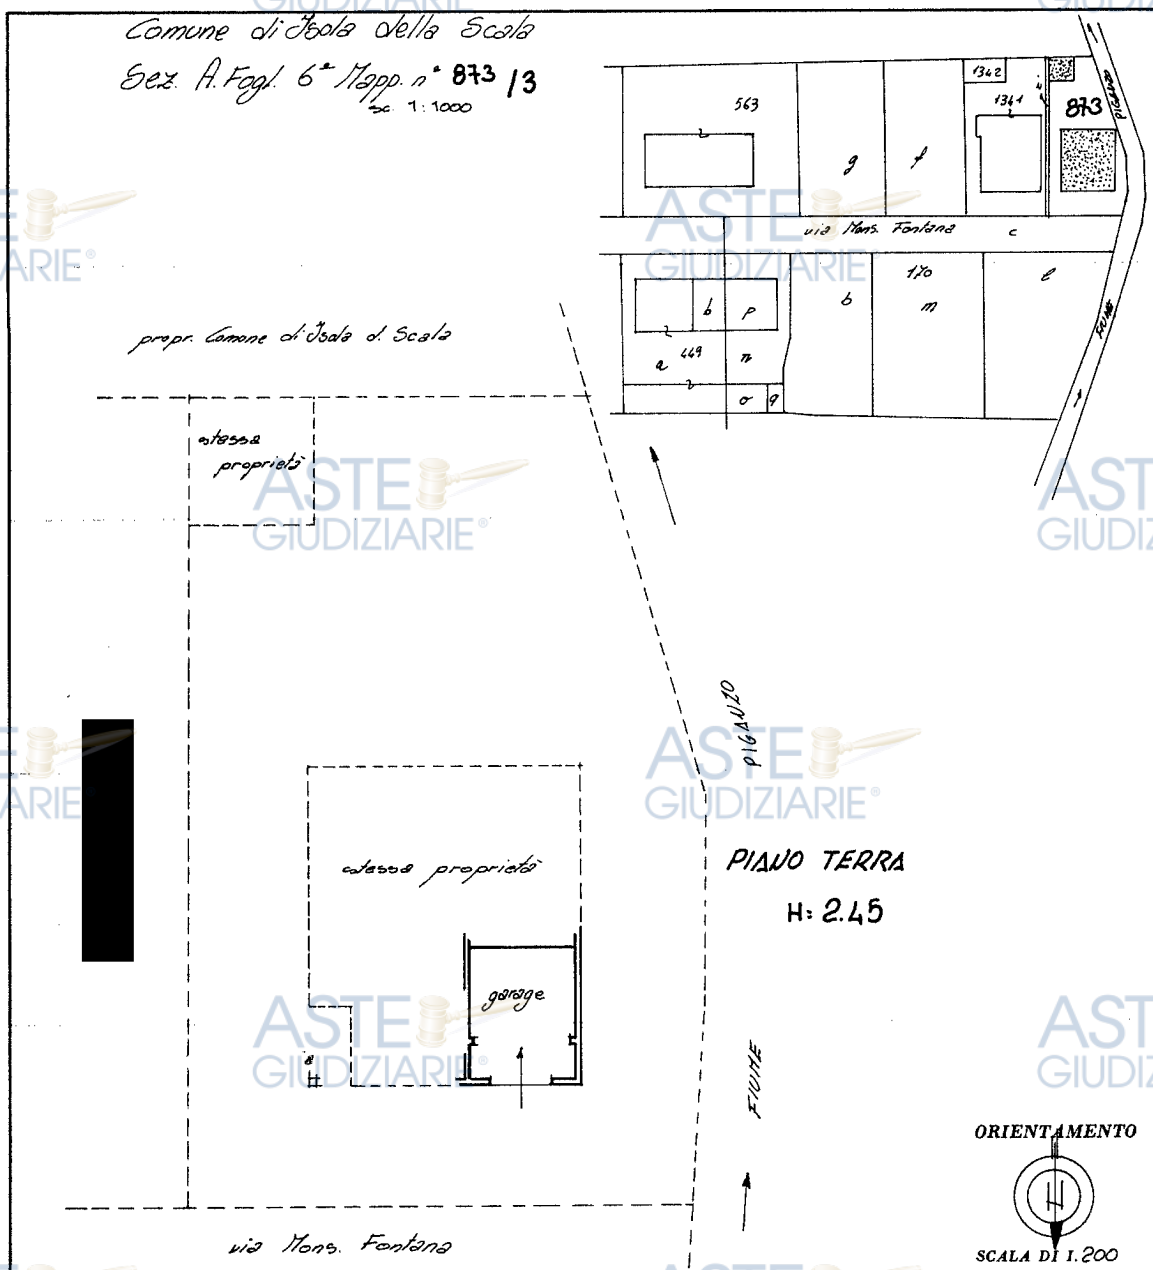 Comune di Isola della Scala
Sez. A. Fogl. 6° Mapp. n° 873 /3
sc. 1:1000
563
g
f
1342
1341
873
PIGANZO
via Mons. Fontana
c
170
b
m
e
b
p
a
449
n
o
q
FIUME
propr. Comune di Isola d. Scala
stessa
proprietà
PIGANZO
PIANO TERRA
H: 2.45
stessa proprietà
garage
FIUME
via Mons. Fontana
ORIENTAMENTO
SCALA DI 1.200
ASTE
GIUDIZIARIE®